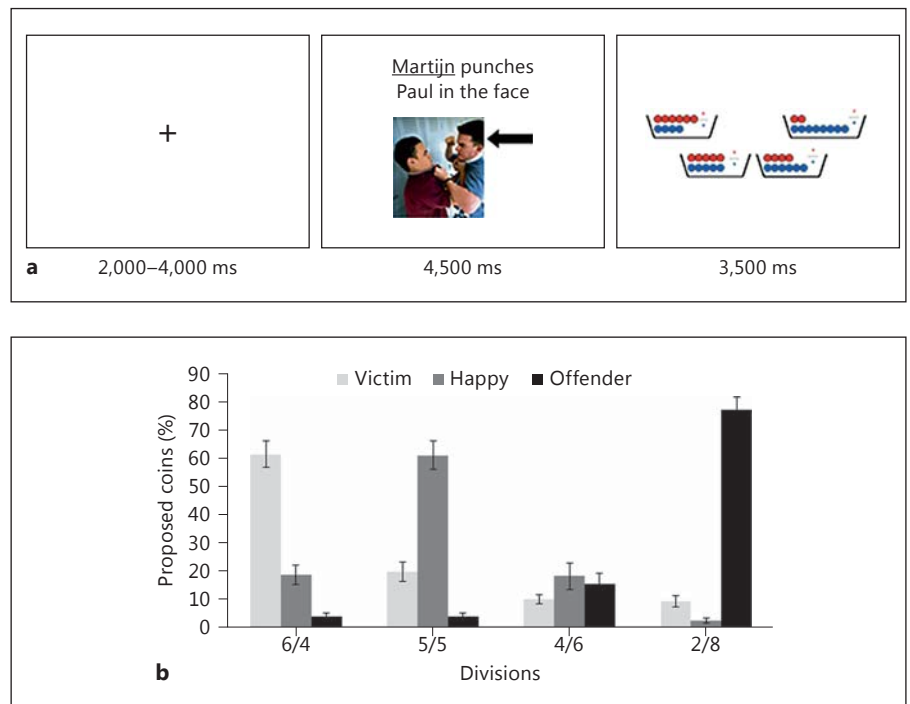 Martijn punches
Paul in the face
+
a
2,000–4,000 ms
4,500 ms
3,500 ms
90
80
70
60
50
40
30
20
10
0
Proposed coins (%)
Victim
Happy
Offender
6/4
5/5
4/6
2/8
b
Divisions